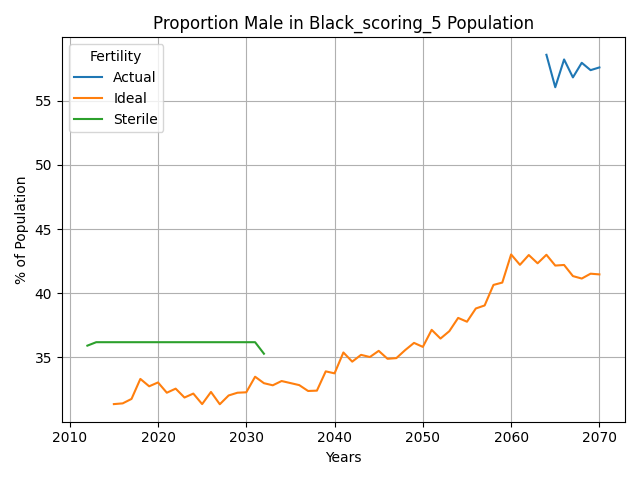 Proportion Male in Black_scoring_5 Population
Fertility
Actual
Ideal
Sterile
% of Population
55
50
45
40
35
2010 2020 2030 2040 2050 2060 2070
Years